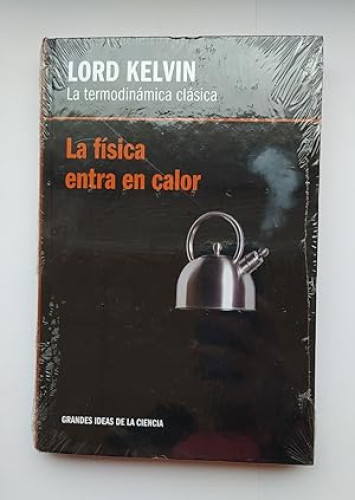 LORD KELVIN
La termodinámica clásica
La física
entra en calor
GRANDES IDEAS DE LA CIENCIA